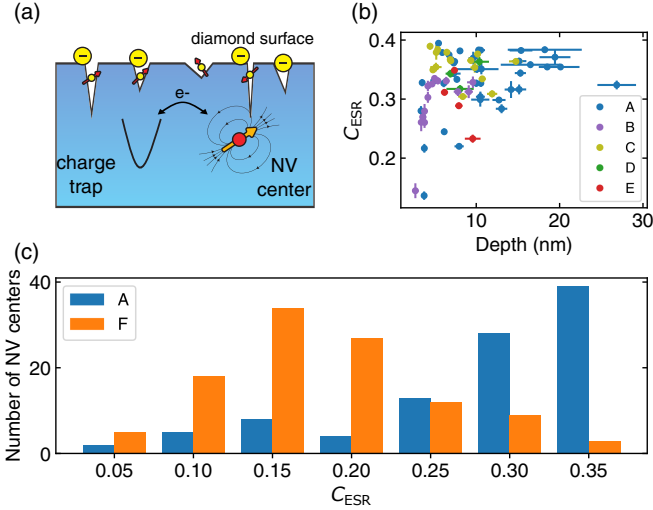 (a)
diamond surface
e-
charge
trap
NV
center
(b)
C_ESR
0.4
0.3
0.2
10
20
30
Depth (nm)
A
B
C
D
E
(c)
Number of NV centers
40
20
0
A
F
0.05
0.10
0.15
0.20
0.25
0.30
0.35
C_ESR